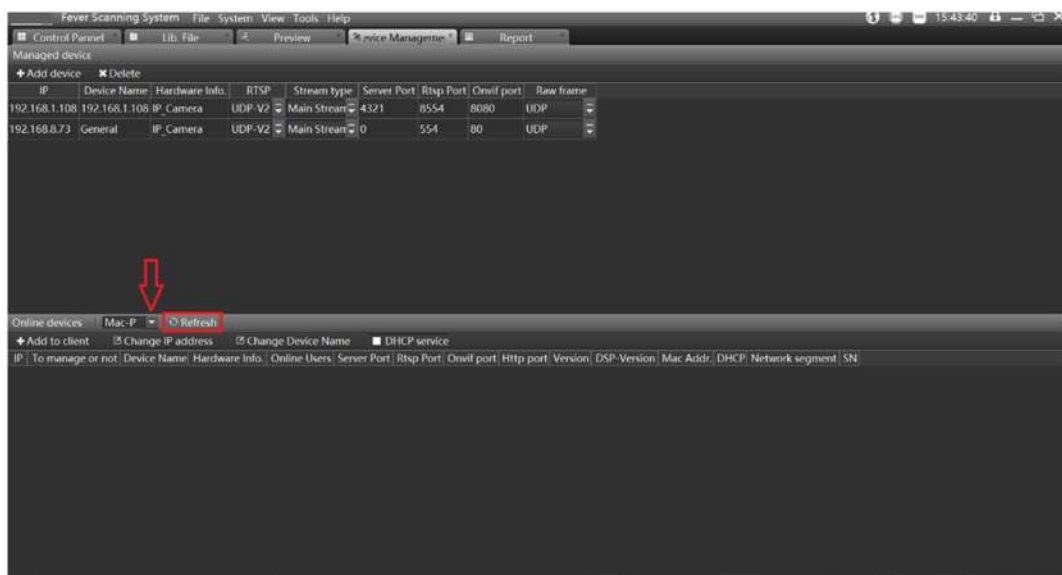 Fever Scanning System File System View Tools Help 15:43:40
Control Pannel Lib. File Preview evice Manageme Report
Managed device
Add device Delete
IP Device Name Hardware Info. RTSP Stream type Server Port Rtsp Port Onvif port Raw frame
192.168.1.108 192.168.1.108 IP_Camera UDP-V2 Main Stream 4321 8554 8080 UDP
192.168.8.73 General IP_Camera UDP-V2 Main Stream 0 554 80 UDP
Online devices Mac-P Refresh
Add to client Change IP address Change Device Name DHCP service
IP To manage or not Device Name Hardware Info. Online Users Server Port Rtsp Port Onvif port Http port Version DSP-Version Mac Addr. DHCP Network segment SN